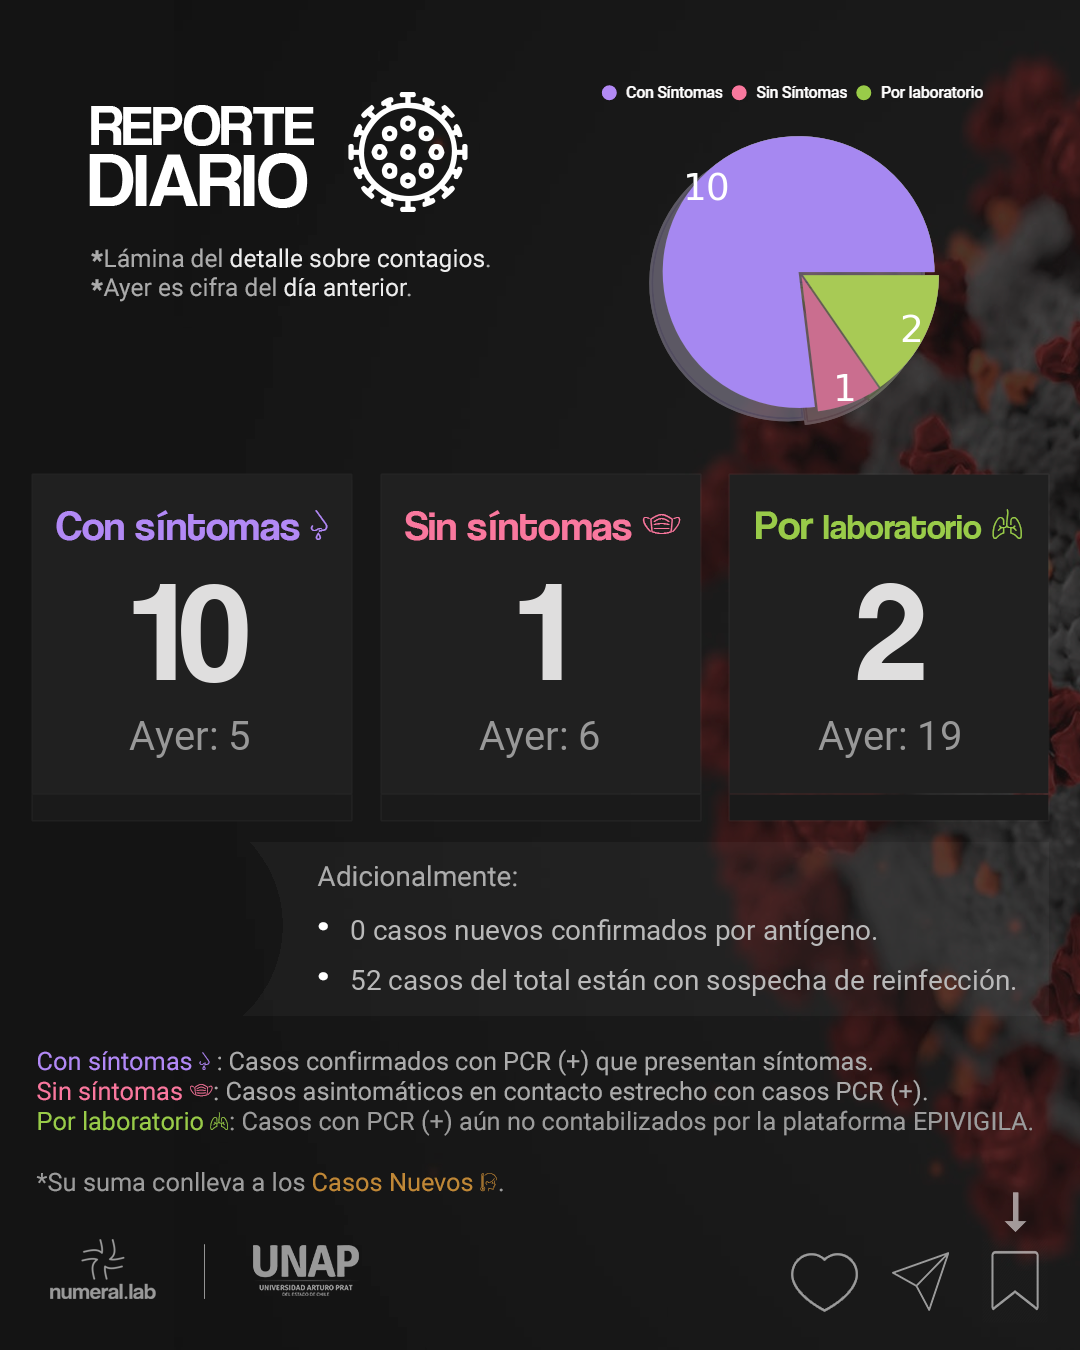 REPORTE
DIARIO
*Lámina del detalle sobre contagios.
*Ayer es cifra del día anterior.
Con Síntomas Sin Síntomas Por laboratorio
10
2
1
Con síntomas
10
Ayer: 5
Sin síntomas
1
Ayer: 6
Por laboratorio
2
Ayer: 19
Adicionalmente:
• 0 casos nuevos confirmados por antígeno.
• 52 casos del total están con sospecha de reinfección.
Con síntomas : Casos confirmados con PCR (+) que presentan síntomas.
Sin síntomas : Casos asintomáticos en contacto estrecho con casos PCR (+).
Por laboratorio : Casos con PCR (+) aún no contabilizados por la plataforma EPIVIGILA.
*Su suma conlleva a los Casos Nuevos .
numeral.lab
UNAP
UNIVERSIDAD ARTURO PRAT
DEL ESTADO DE CHILE